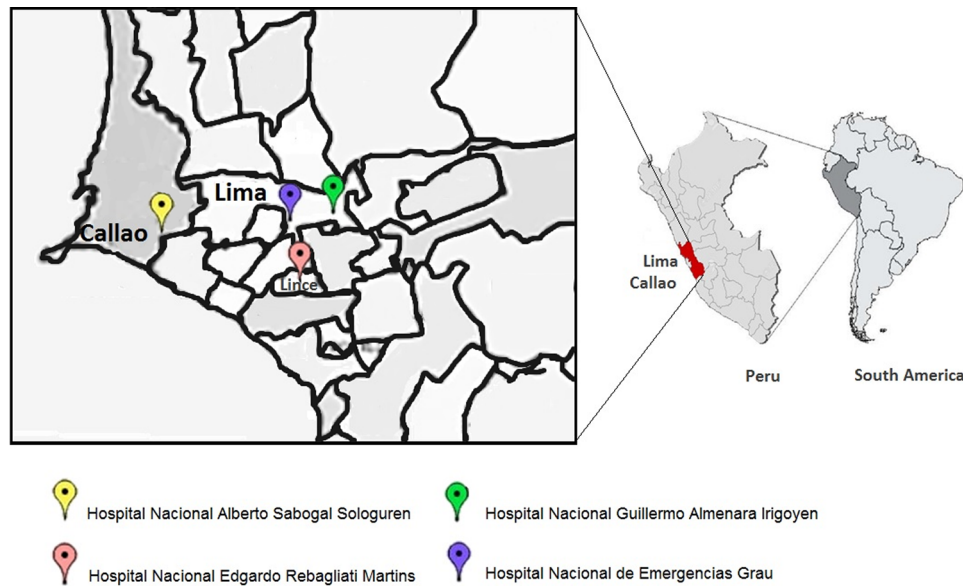 Lima
Callao
Lince
Lima
Callao
Peru
South America
Hospital Nacional Alberto Sabogal Sologuren
Hospital Nacional Guillermo Almenara Irigoyen
Hospital Nacional Edgardo Rebagliati Martins
Hospital Nacional de Emergencias Grau